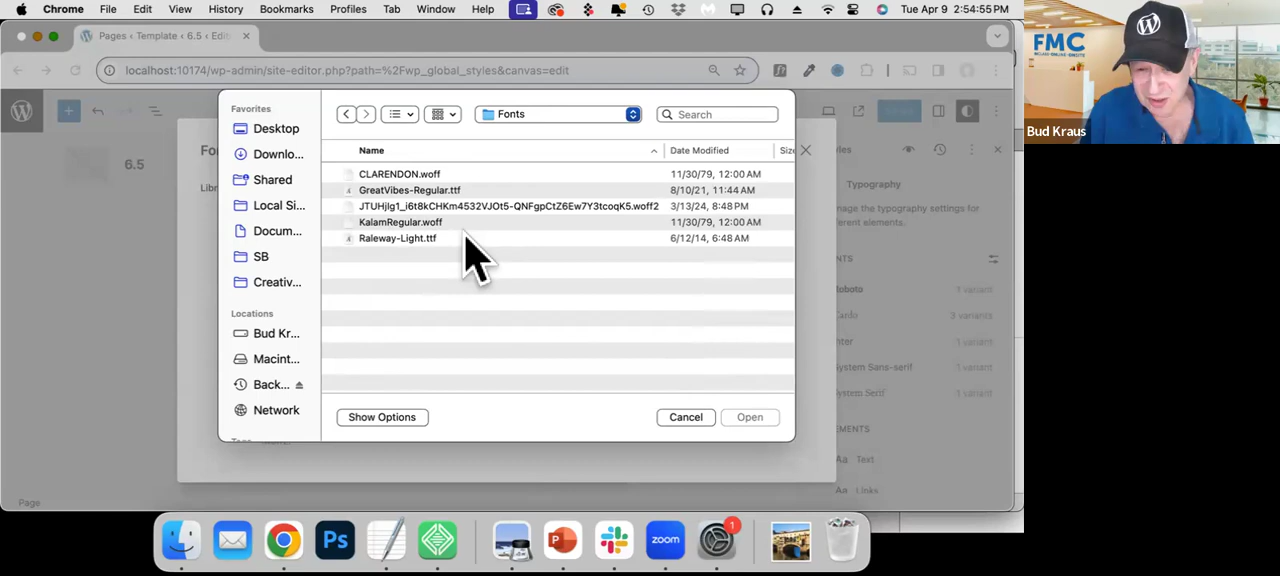 Chrome File Edit View History Bookmarks Profiles Tab Window Help Tue Apr 9 2:54:55 PM
Pages ‹ Template ‹ 6.5 ‹ Edit
localhost:10174/wp-admin/site-editor.php?path=%2Fwp_global_styles&canvas=edit
FMC
Bud Kraus
Favorites
Desktop
Downlo...
Shared
Local Si...
Docum...
SB
Creativ...
Locations
Bud Kr...
Macint...
Back...
Network
Fonts
Search
Name Date Modified
CLARENDON.woff 11/30/79, 12:00 AM
GreatVibes-Regular.ttf 8/10/21, 11:44 AM
JTUHjIg1_i6t8kCHKm4532VJOt5-QNFgpCtZ6Ew7Y3tcoqK5.woff2 3/13/24, 8:48 PM
KalamRegular.woff 11/30/79, 12:00 AM
Raleway-Light.ttf 6/12/14, 6:48 AM
Show Options Cancel Open
6.5
Typography
1 variant
3 variants
1 variant
System Sans-serif 1 variant
System Serif 1 variant
Text
Links
Page
Ps
zoom
1